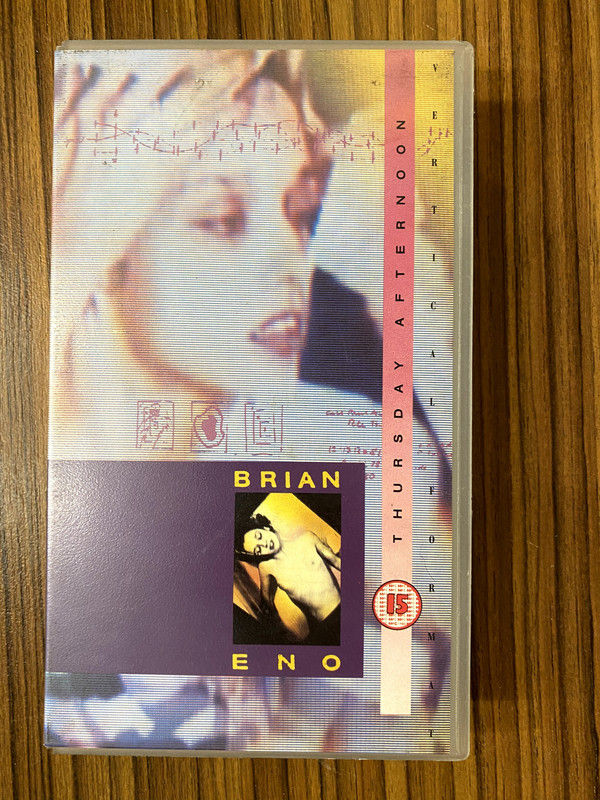 VERTICAL FORMAT
THURSDAY AFTERNOON
BRIAN
ENO
15